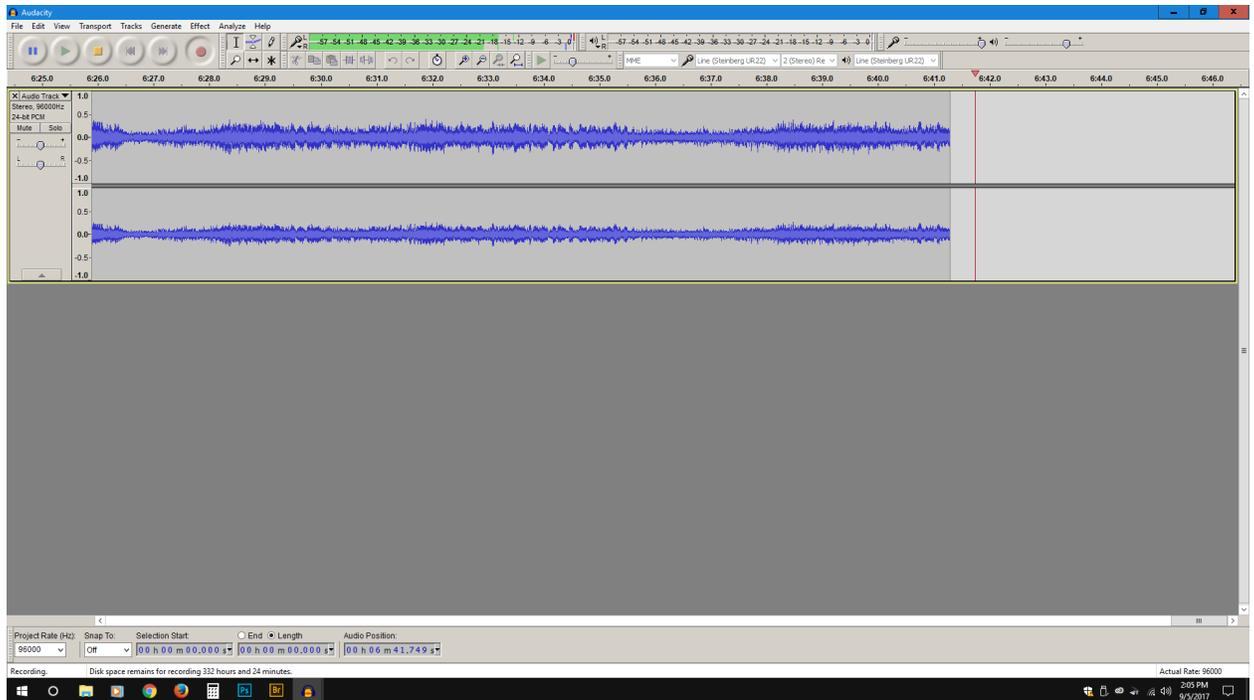 Audacity
File Edit View Transport Tracks Generate Effect Analyze Help
L R -57 -54 -51 -48 -45 -42 -39 -36 -33 -30 -27 -24 -21 -18 -15 -12 -9 -6 -3 0 L R -57 -54 -51 -48 -45 -42 -39 -36 -33 -30 -27 -24 -21 -18 -15 -12 -9 -6 -3 0
MME Line (Steinberg UR22) 2 (Stereo) Re Line (Steinberg UR22)
6:25.0 6:26.0 6:27.0 6:28.0 6:29.0 6:30.0 6:31.0 6:32.0 6:33.0 6:34.0 6:35.0 6:36.0 6:37.0 6:38.0 6:39.0 6:40.0 6:41.0 6:42.0 6:43.0 6:44.0 6:45.0 6:46.0
X Audio Track 1.0
Stereo, 96000Hz
24-bit PCM 0.5
Mute Solo
- + 0.0
L R -0.5
-1.0
1.0
0.5
0.0
-0.5
-1.0
Project Rate (Hz): Snap To: Selection Start: End Length Audio Position:
96000 Off 00 h 00 m 00.000 s 00 h 00 m 00.000 s 00 h 06 m 41.749 s
Recording. Disk space remains for recording 332 hours and 24 minutes. Actual Rate: 96000
Ps Br 2:05 PM
9/5/2017